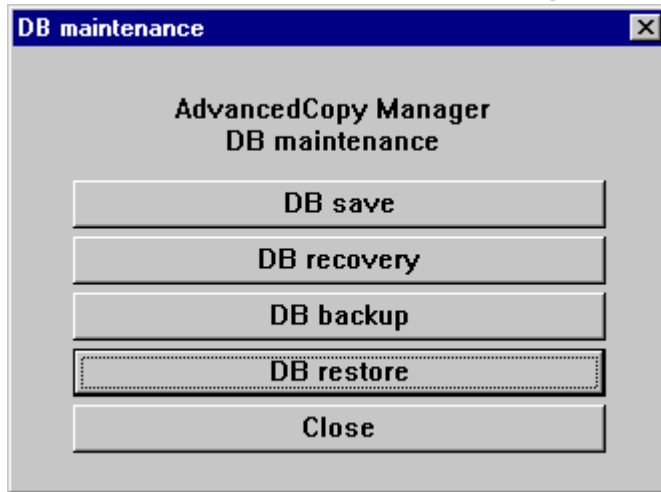 DB maintenance
AdvancedCopy Manager
DB maintenance
DB save
DB recovery
DB backup
DB restore
Close